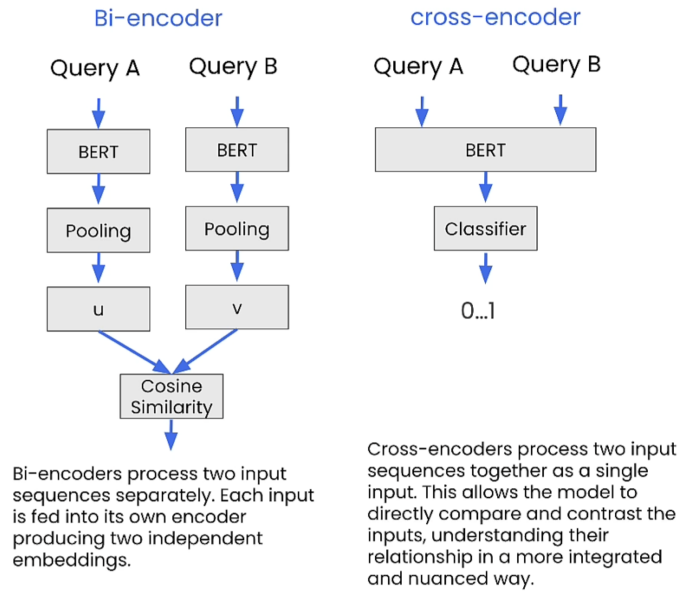 Bi-encoder
Query A
Query B
BERT
BERT
Pooling
Pooling
u
v
Cosine
Similarity
Bi-encoders process two input
sequences separately. Each input
is fed into its own encoder
producing two independent
embeddings.
cross-encoder
Query A
Query B
BERT
Classifier
0...1
Cross-encoders process two input
sequences together as a single
input. This allows the model to
directly compare and contrast the
inputs, understanding their
relationship in a more integrated
and nuanced way.